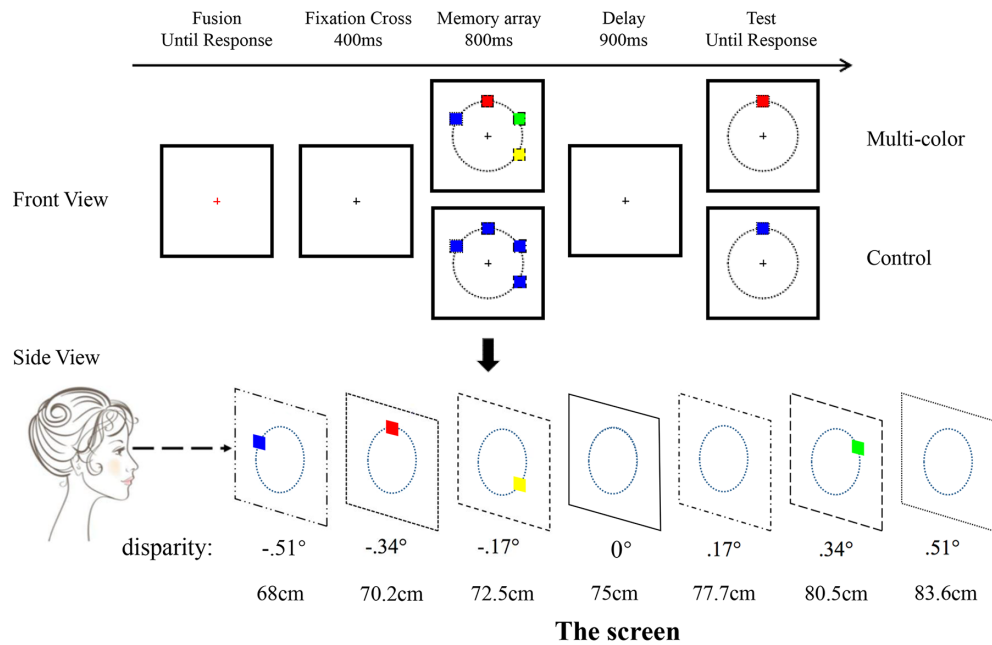 Fusion
Until Response
Fixation Cross
400ms
Memory array
800ms
Delay
900ms
Test
Until Response
Multi-color
Front View
Control
Side View
disparity: -.51° -.34° -.17° 0° .17° .34° .51°
68cm 70.2cm 72.5cm 75cm 77.7cm 80.5cm 83.6cm
The screen